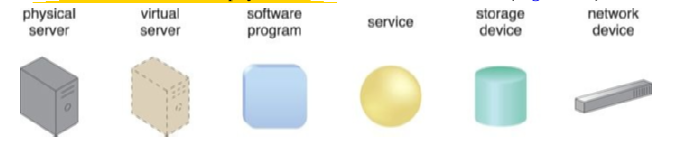 physical server
virtual server
software program
service
storage device
network device